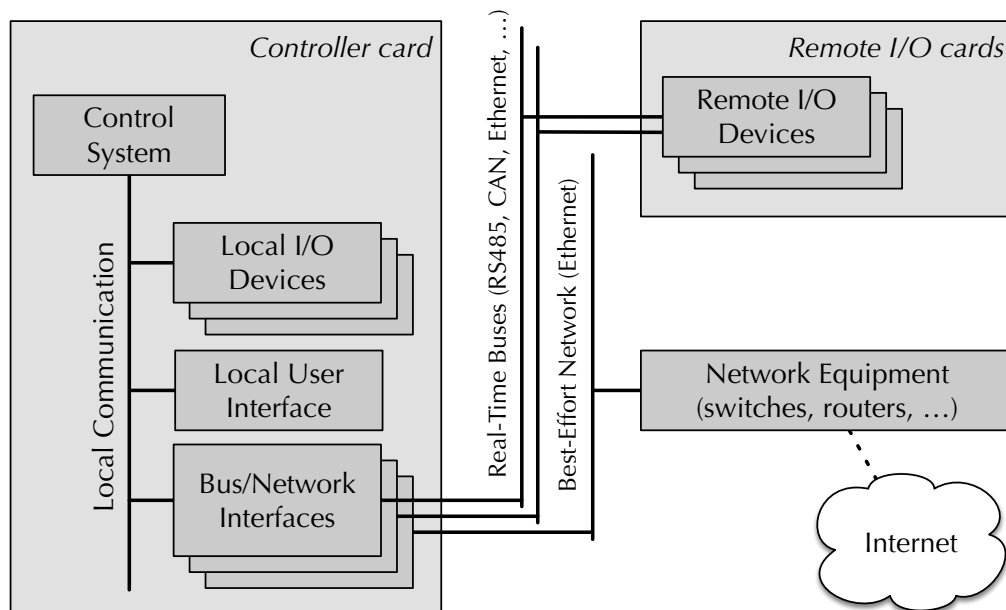 Controller card
Control
System
Local Communication
Local I/O
Devices
Local User
Interface
Bus/Network
Interfaces
Real-Time Buses (RS485, CAN, Ethernet, …)
Best-Effort Network (Ethernet)
Remote I/O cards
Remote I/O
Devices
Network Equipment
(switches, routers, …)
Internet